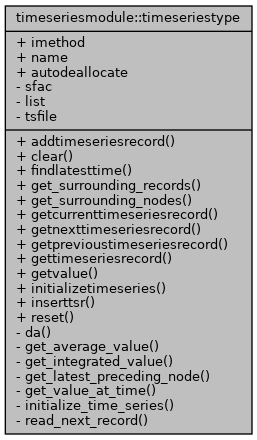 timeseriesmodule::timeseriestype
+ imethod
+ name
+ autodeallocate
- sfac
- list
- tsfile
+ addtimeseriesrecord()
+ clear()
+ findlatesttime()
+ get_surrounding_records()
+ get_surrounding_nodes()
+ getcurrenttimeseriesrecord()
+ getnexttimeseriesrecord()
+ getprevioustimeseriesrecord()
+ gettimeseriesrecord()
+ getvalue()
+ initializetimeseries()
+ inserttsr()
+ reset()
- da()
- get_average_value()
- get_integrated_value()
- get_latest_preceding_node()
- get_value_at_time()
- initialize_time_series()
- read_next_record()